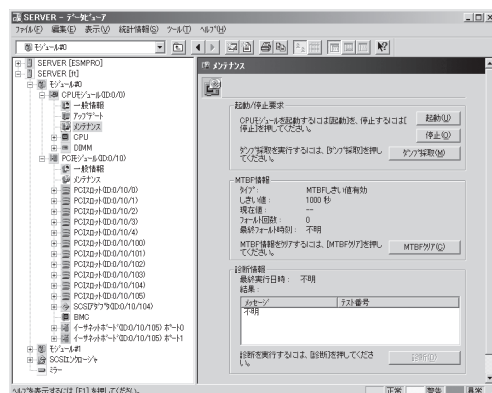 SERVER - データビューア
ファイル(F) 編集(E) 表示(V) 統計情報(S) ツール(T) ヘルプ(H)
モジュール#0
SERVER [ESMPRO]
SERVER [ft]
モジュール#0
CPUモジュール(ID:0/0)
一般情報
アップデート
メンテナンス
CPU
DIMM
PCIモジュール(ID:0/10)
一般情報
メンテナンス
PCIスロット(ID:0/10/0)
PCIスロット(ID:0/10/1)
PCIスロット(ID:0/10/2)
PCIスロット(ID:0/10/3)
PCIスロット(ID:0/10/4)
PCIスロット(ID:0/10/100)
PCIスロット(ID:0/10/101)
PCIスロット(ID:0/10/102)
PCIスロット(ID:0/10/103)
PCIスロット(ID:0/10/104)
PCIスロット(ID:0/10/105)
SCSIアダプタ(ID:0/10/104)
BMC
イーサネットボード(ID:0/10/105) ポート0
イーサネットボード(ID:0/10/105) ポート1
モジュール#1
SCSIエンクロージャ
ミラー
メンテナンス
起動/停止要求
CPUモジュールを起動するには[起動]を、停止するには[
停止]を押してください。
起動(U)
停止(O)
ダンプ採取を実行するには、[ダンプ採取]を押し
てください。
ダンプ採取(M)
MTBF情報
タイプ: MTBFしきい値有効
しきい値: 1000 秒
現在値: ---
フォールト回数: 0
最終フォールト時刻: 不明
MTBF情報をクリアするには、[MTBFクリア]を押し
てください。
MTBFクリア(C)
診断情報
最終実行日時: 不明
結果:
メッセージ テスト番号
不明
診断を実行するには、[診断]を押してくださ
い。
診断(D)
ヘルプを表示するには [F1] を押してください。
正常 警告 異常